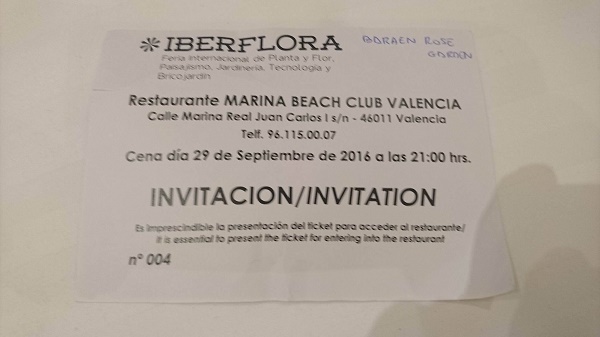 IBERFLORA
Feria Internacional de Planta y Flor,
Paisajismo, Jardinería, Tecnología y
Bricojardín
BORAEN ROSE
GARDEN
Restaurante MARINA BEACH CLUB VALENCIA
Calle Marina Real Juan Carlos I s/n - 46011 Valencia
Telf. 96.115.00.07
Cena día 29 de Septiembre de 2016 a las 21:00 hrs.
INVITACION/INVITATION
Es imprescindible la presentación del ticket para acceder al restaurante/
it is essential to present the ticket for entering into the restaurant
nº 004